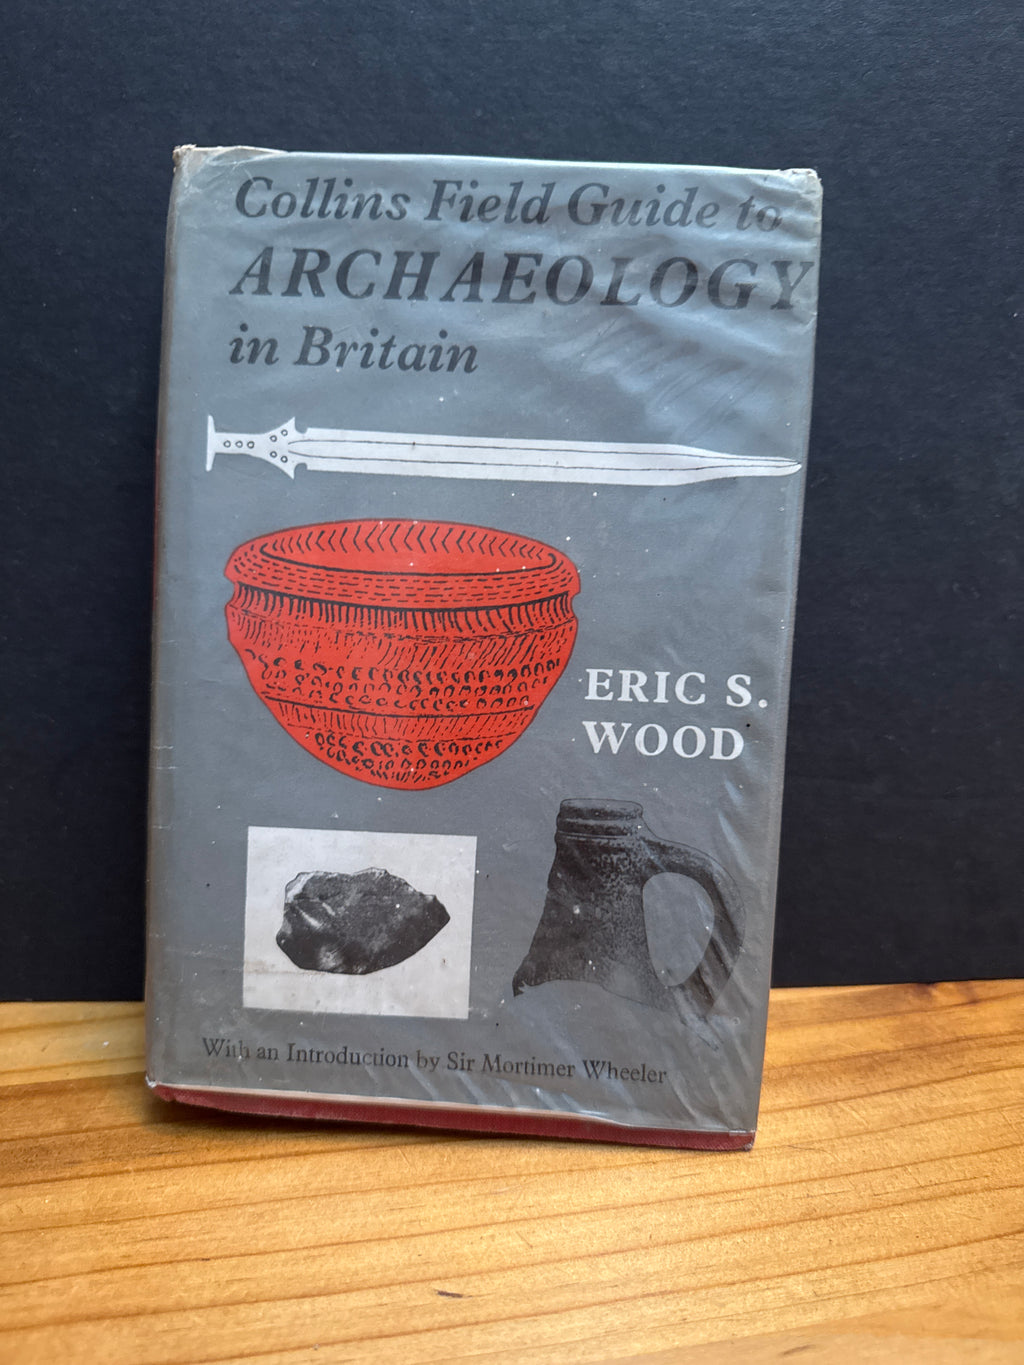 Collins Field Guide to
ARCHAEOLOGY
in Britain
ERIC S.
WOOD
With an Introduction by Sir Mortimer Wheeler